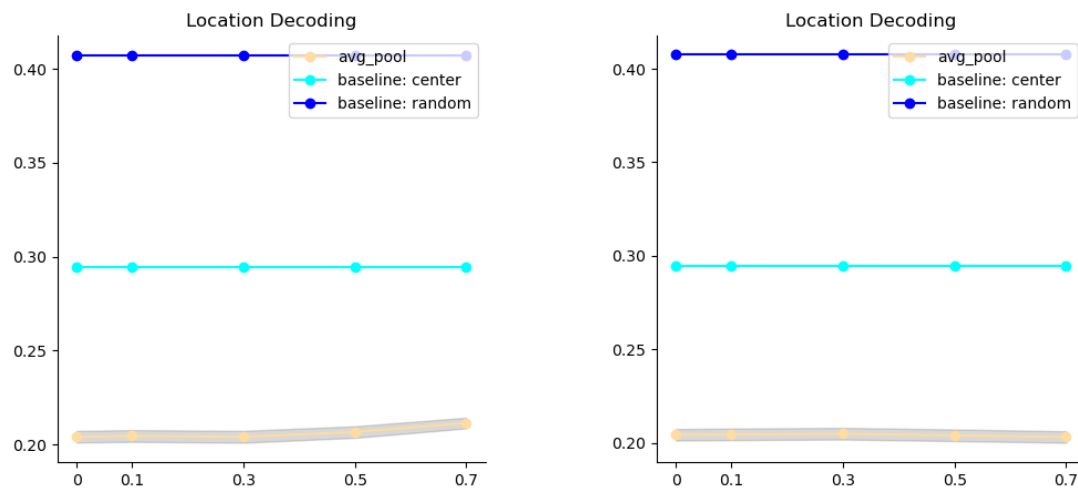 Location Decoding
avg_pool
baseline: center
baseline: random
0.40
0.35
0.30
0.25
0.20
0 0.1 0.3 0.5 0.7
Location Decoding
avg_pool
baseline: center
baseline: random
0.40
0.35
0.30
0.25
0.20
0 0.1 0.3 0.5 0.7